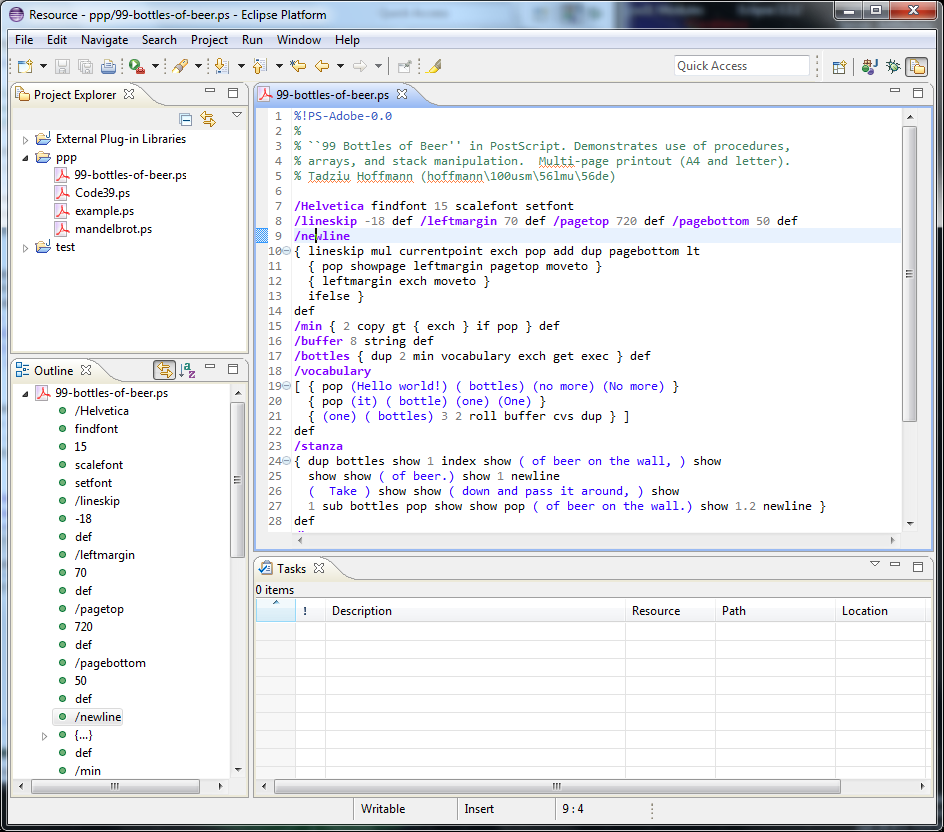 Resource - ppp/99-bottles-of-beer.ps - Eclipse Platform
File Edit Navigate Search Project Run Window Help
Quick Access
Project Explorer
External Plug-in Libraries
ppp
99-bottles-of-beer.ps
Code39.ps
example.ps
mandelbrot.ps
test
Outline
99-bottles-of-beer.ps
/Helvetica
findfont
15
scalefont
setfont
/lineskip
-18
def
/leftmargin
70
def
/pagetop
720
def
/pagebottom
50
def
/newline
{...}
def
/min
99-bottles-of-beer.ps
1 %!PS-Adobe-0.0
2 %
3 % ``99 Bottles of Beer'' in PostScript. Demonstrates use of procedures,
4 % arrays, and stack manipulation.  Multi-page printout (A4 and letter).
5 % Tadziu Hoffmann (hoffmann\100usm\56lmu\56de)
6
7 /Helvetica findfont 15 scalefont setfont
8 /lineskip -18 def /leftmargin 70 def /pagetop 720 def /pagebottom 50 def
9 /newline
10 { lineskip mul currentpoint exch pop add dup pagebottom lt
11   { pop showpage leftmargin pagetop moveto }
12   { leftmargin exch moveto }
13   ifelse }
14 def
15 /min { 2 copy gt { exch } if pop } def
16 /buffer 8 string def
17 /bottles { dup 2 min vocabulary exch get exec } def
18 /vocabulary
19 [ { pop (Hello world!) ( bottles) (no more) (No more) }
20   { pop (it) ( bottle) (one) (One) }
21   { (one) ( bottles) 3 2 roll buffer cvs dup } ]
22 def
23 /stanza
24 { dup bottles show 1 index show ( of beer on the wall, ) show
25   show show ( of beer.) show 1 newline
26   (  Take ) show show ( down and pass it around, ) show
27   1 sub bottles pop show show pop ( of beer on the wall.) show 1.2 newline }
28 def
Tasks
0 items
! Description Resource Path Location
Writable Insert 9 : 4